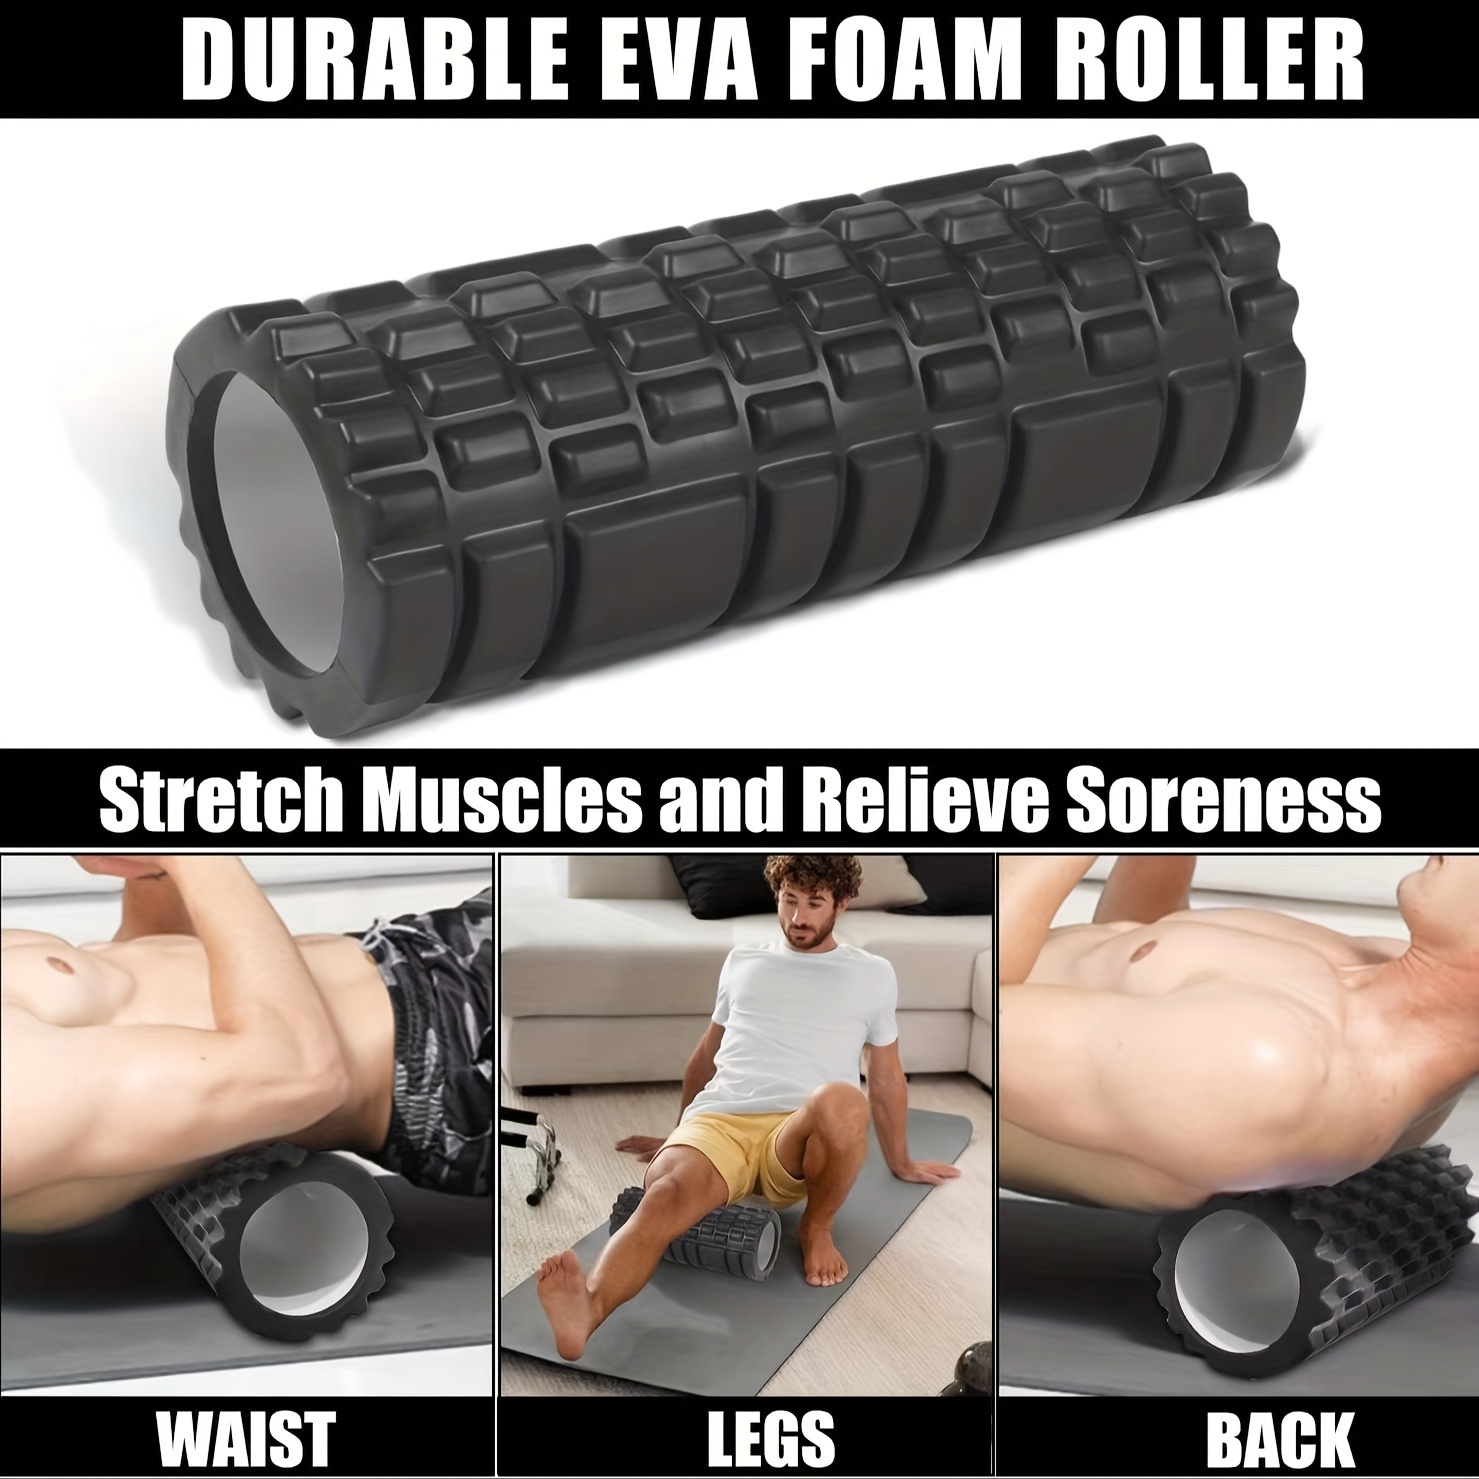 DURABLE EVA FOAM ROLLER
Stretch Muscles and Relieve Soreness
WAIST
LEGS
BACK